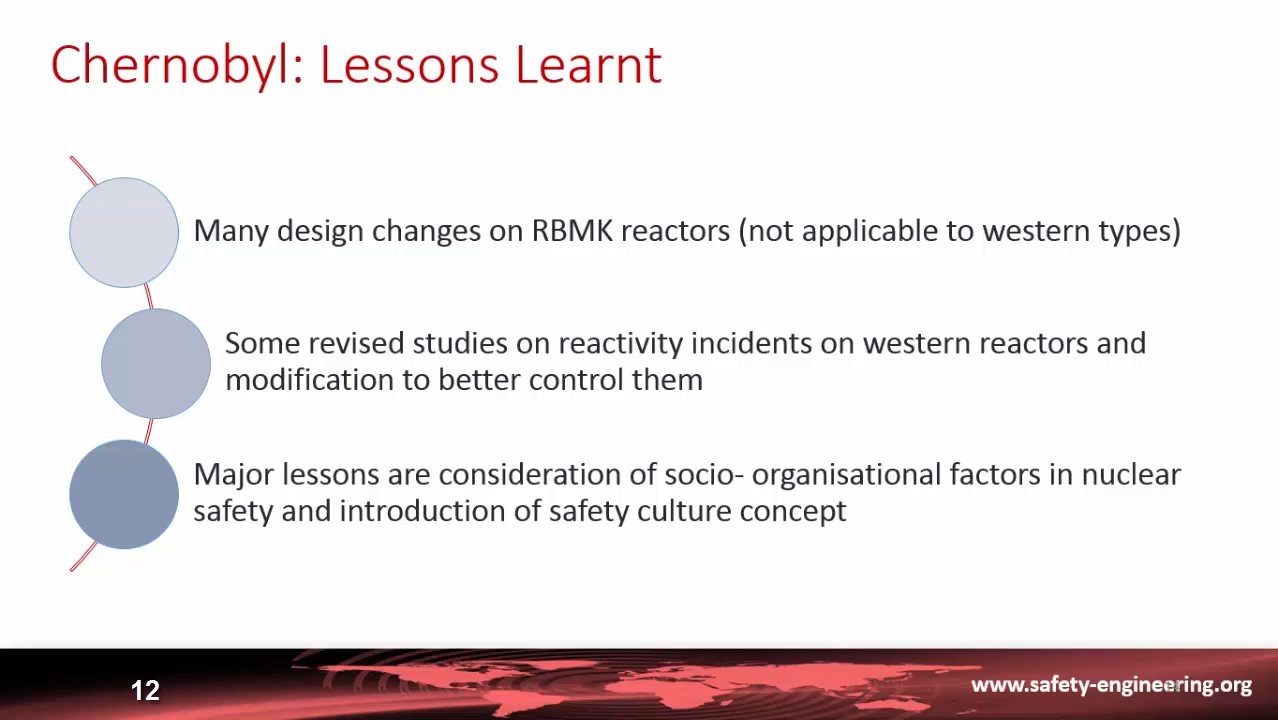 Chernobyl: Lessons Learnt
Many design changes on RBMK reactors (not applicable to western types)
Some revised studies on reactivity incidents on western reactors and
modification to better control them
Major lessons are consideration of socio- organisational factors in nuclear
safety and introduction of safety culture concept
12
www.safety-engineering.org